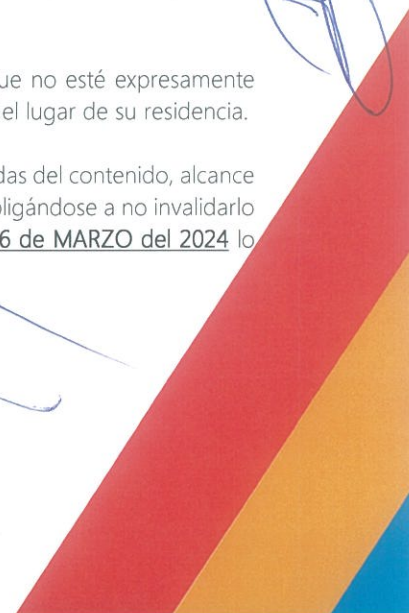 ue no esté expresamente
el lugar de su residencia.
das del contenido, alcance
ligándose a no invalidarlo
6 de MARZO del 2024 lo